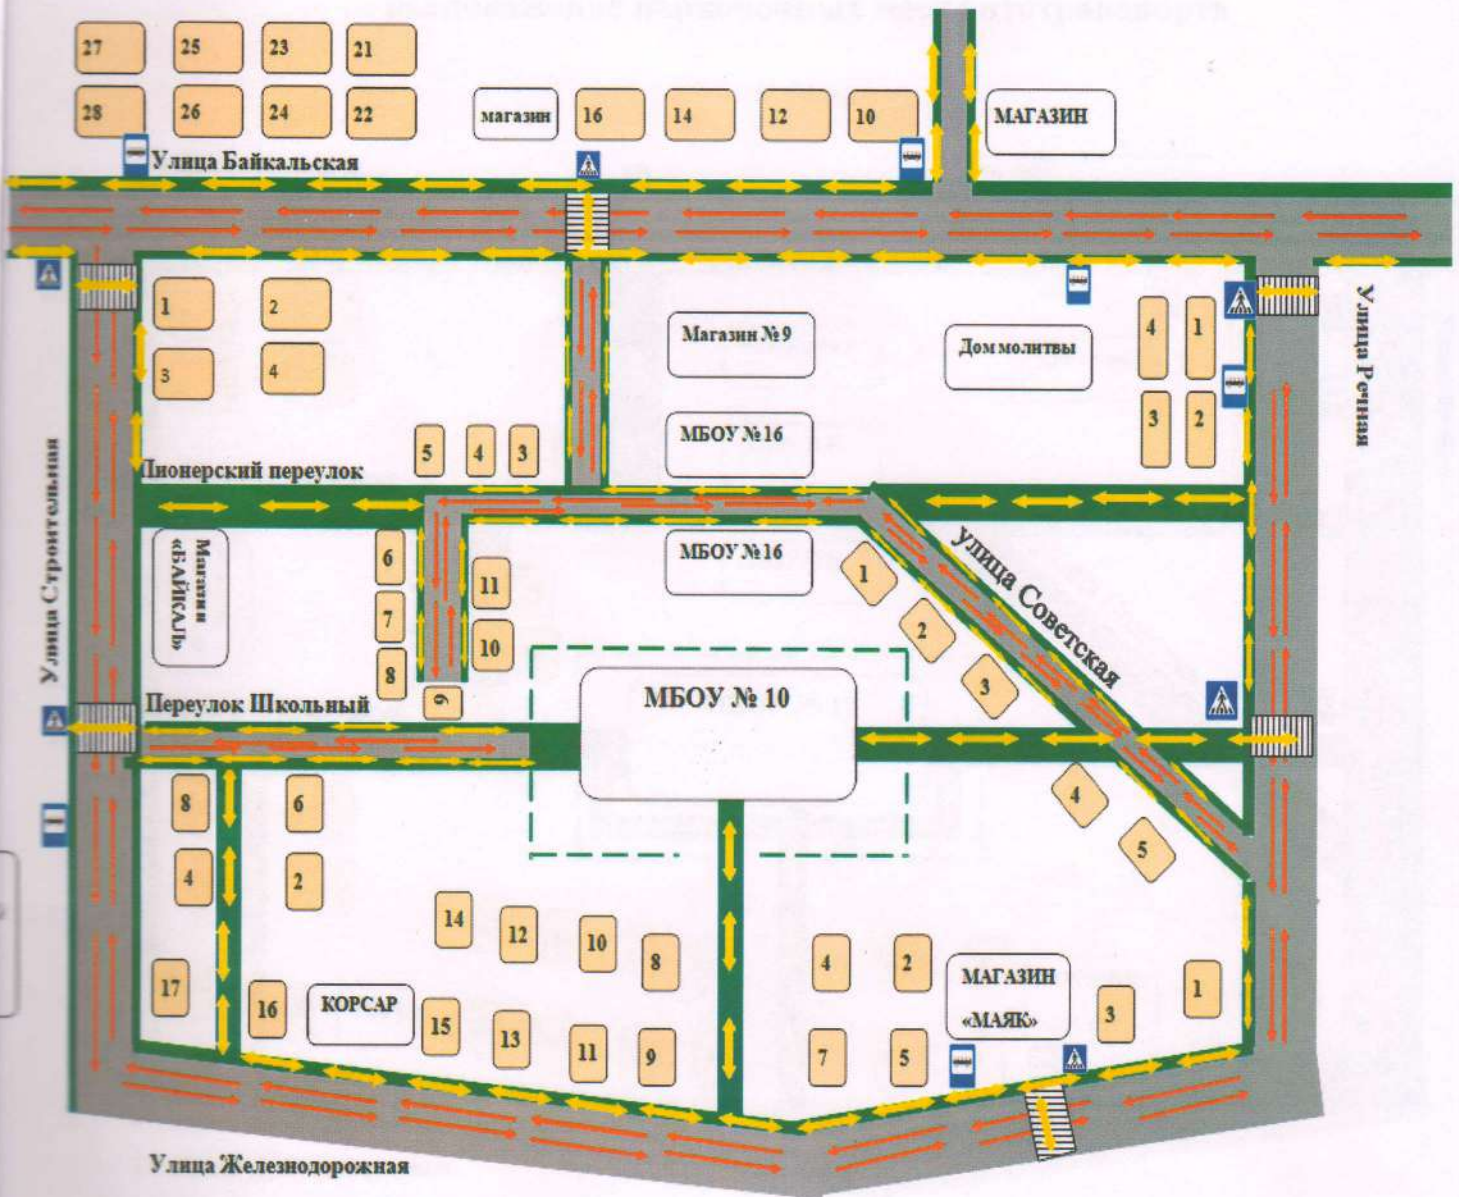 27 25 23 21
28 26 24 22
магазин 16 14 12 10 МАГАЗИН
Улица Байкальская
1 2
3 4
Магазин №9
Дом молитвы
4 1
3 2
Улица Речная
МБОУ №16
5 4 3
Пионерский переулок
Улица Строительная
Магазин
«БАЙКАЛЬ»
6
7
8
11
10
9
МБОУ №16
1
2
3
улица Советская
Переулок Школьный
МБОУ № 10
4
5
8 6
4 2
14 12 10 8
17 16
КОРСАР
15 13 11 9
4 2
7 5
МАГАЗИН
«МАЯК»
3 1
Улица Железнодорожная